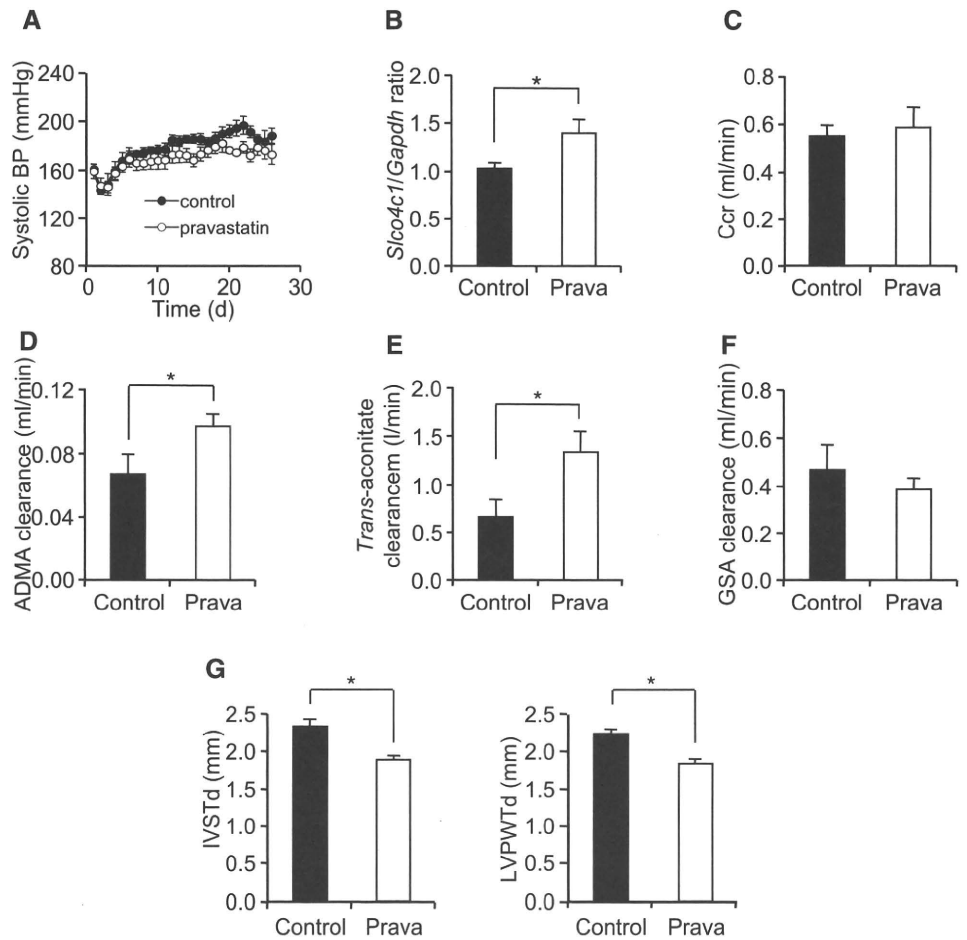 A
Systolic BP (mmHg)
240
200
160
120
80
control
pravastatin
0
10
20
30
Time (d)
B
Slco4c1/Gapdh ratio
2.0
1.5
1.0
0.5
0.0
*
Control
Prava
C
Ccr (ml/min)
0.8
0.6
0.4
0.2
0.0
Control
Prava
D
ADMA clearance (ml/min)
0.12
0.08
0.04
0.00
*
Control
Prava
E
Trans-aconitate
clearancem (l/min)
2.0
1.5
1.0
0.5
0.0
*
Control
Prava
F
GSA clearance (ml/min)
0.8
0.6
0.4
0.2
0.0
Control
Prava
G
IVSTd (mm)
2.5
2.0
1.5
1.0
0.5
0.0
*
Control
Prava
LVPWTd (mm)
2.5
2.0
1.5
1.0
0.5
0.0
*
Control
Prava